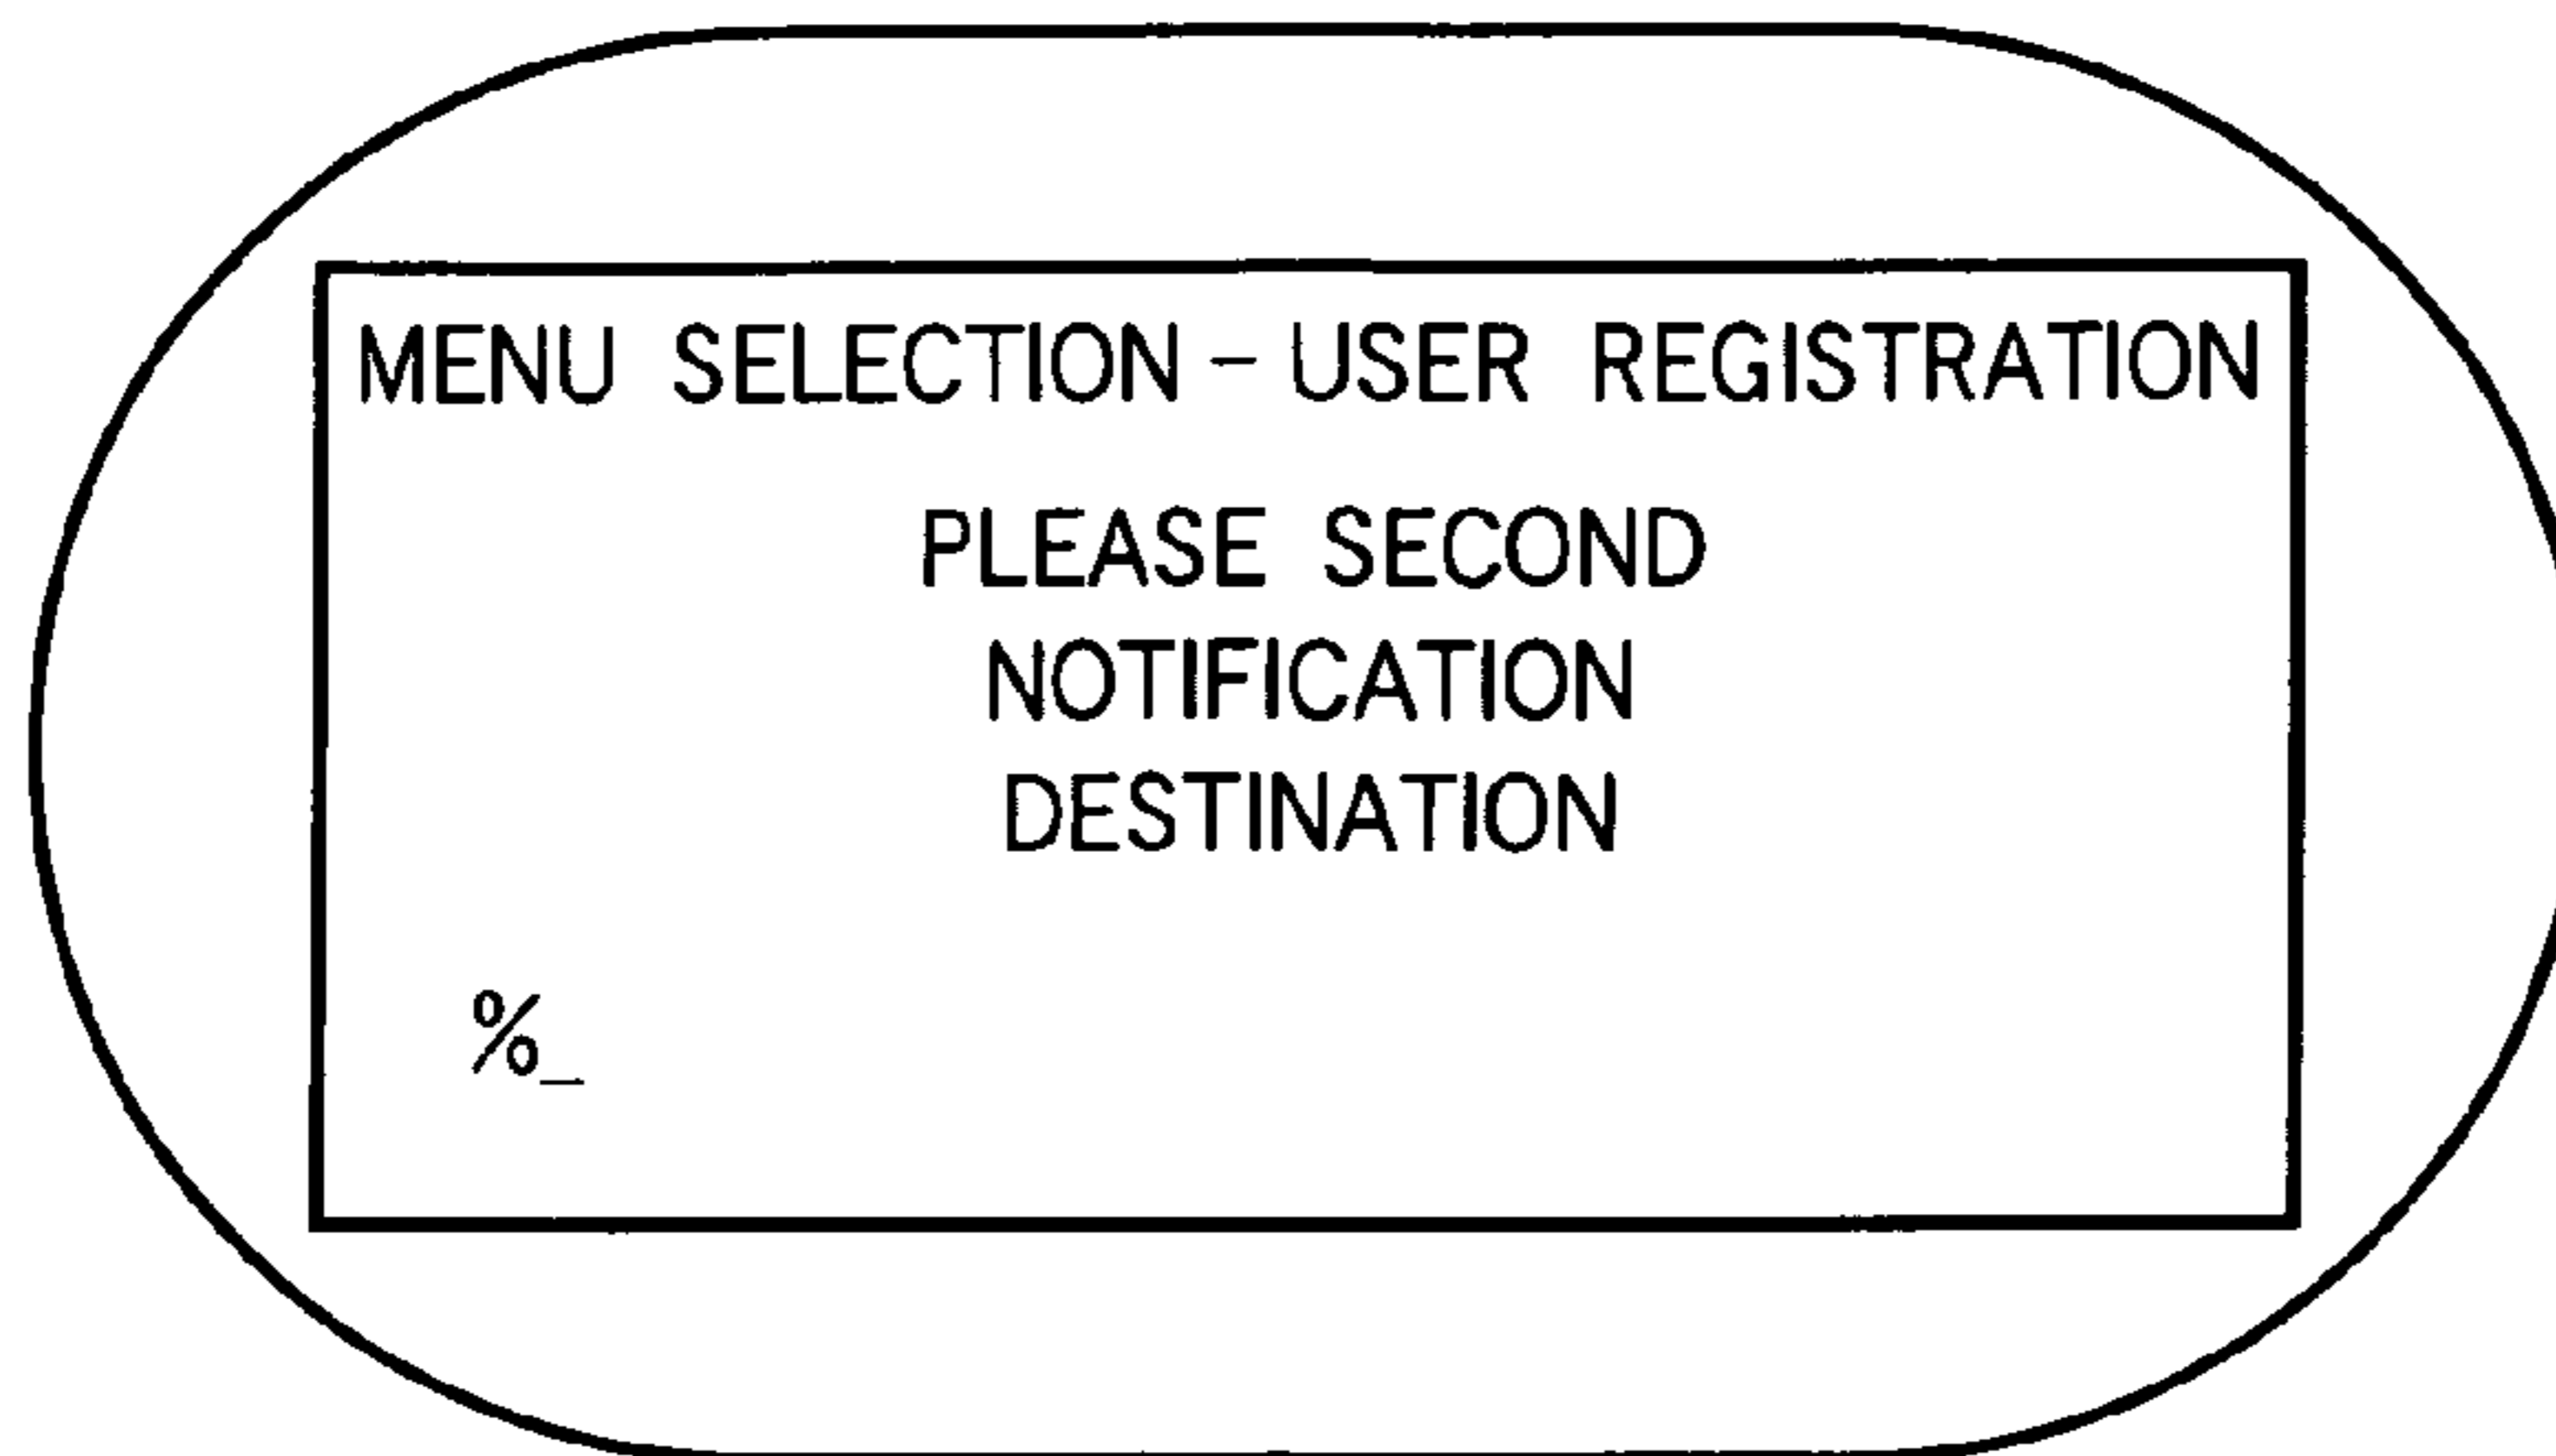 MENU SELECTION - USER REGISTRATION
PLEASE SECOND
NOTIFICATION
DESTINATION
%_